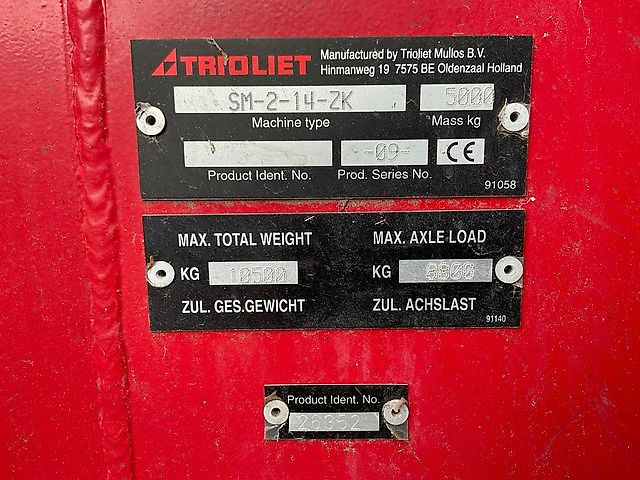 TRIOLIET Manufactured by Trioliet Mullos B.V.
Hinmanweg 19 7575 BE Oldenzaal Holland
SM-2-14-ZK 5000
Machine type Mass kg
-09- CE
Product Ident. No. Prod. Series No.
91058
MAX. TOTAL WEIGHT MAX. AXLE LOAD
KG 10500 KG
ZUL. GES.GEWICHT ZUL. ACHSLAST
91140
Product Ident. No.